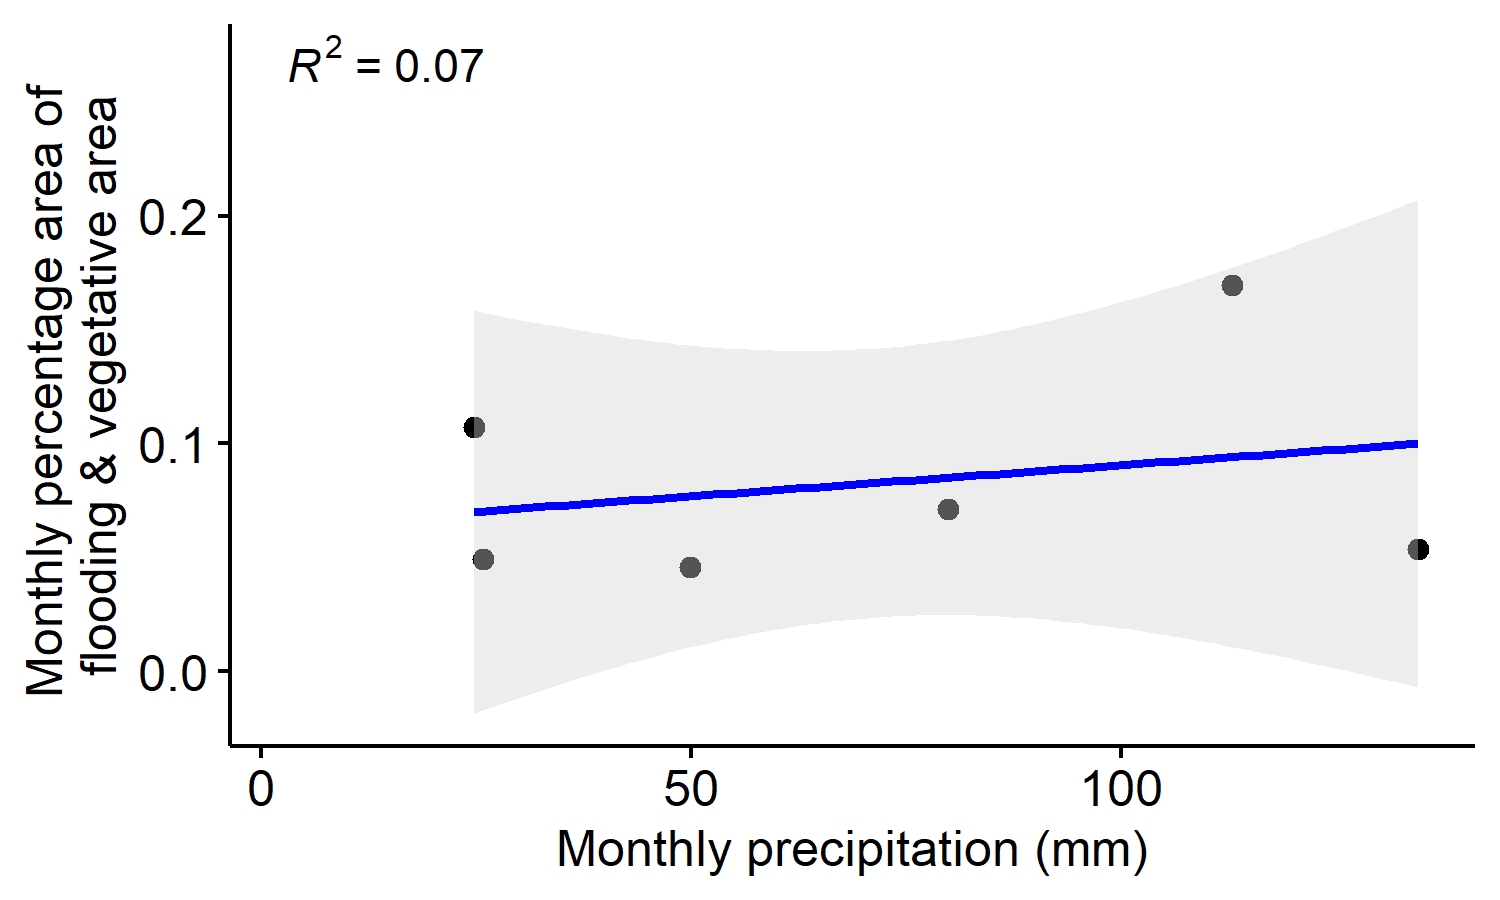 R² = 0.07
Monthly percentage area of
flooding & vegetative area
0.2
0.1
0.0
0 50 100
Monthly precipitation (mm)